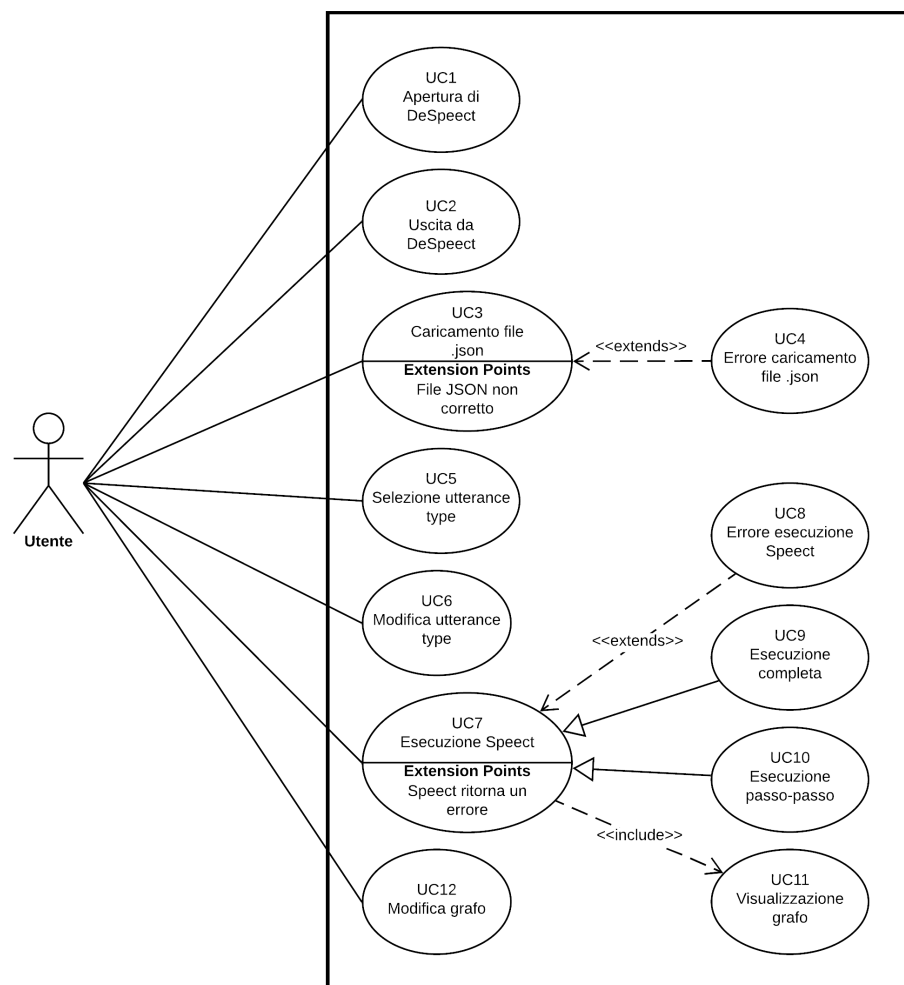 UC1
Apertura di
DeSpeect
UC2
Uscita da
DeSpeect
UC3
Caricamento file
.json
Extension Points
File JSON non
corretto
<<extends>>
UC4
Errore caricamento
file .json
Utente
UC5
Selezione utterance
type
UC6
Modifica utterance
type
UC7
Esecuzione Speect
Extension Points
Speect ritorna un
errore
<<extends>>
UC8
Errore esecuzione
Speect
UC9
Esecuzione
completa
UC10
Esecuzione
passo-passo
<<include>>
UC11
Visualizzazione
grafo
UC12
Modifica grafo